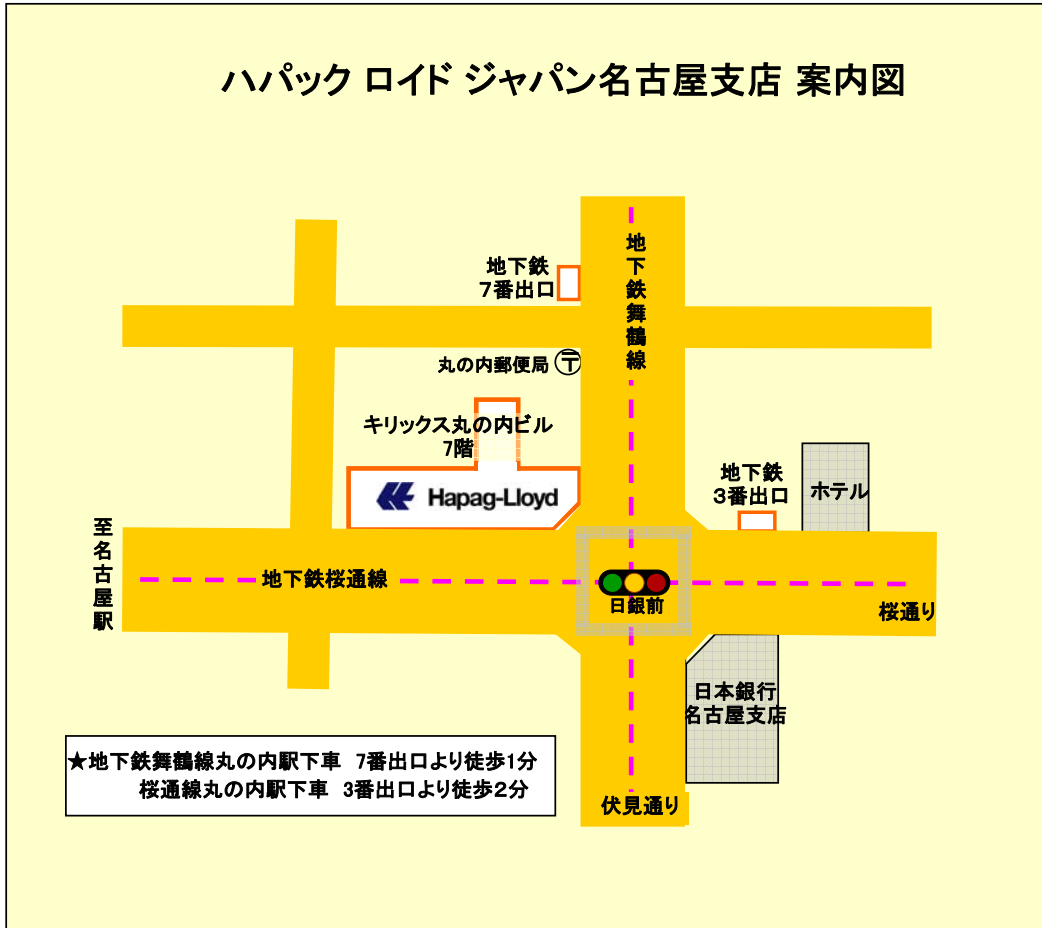 ハパック ロイド ジャパン名古屋支店 案内図
地下鉄舞鶴線
地下鉄
7番出口
丸の内郵便局 〒
キリックス丸の内ビル
7階
Hapag-Lloyd
地下鉄
3番出口
ホテル
至名古屋駅
地下鉄桜通線
日銀前
桜通り
日本銀行
名古屋支店
★地下鉄舞鶴線丸の内駅下車 7番出口より徒歩1分
桜通線丸の内駅下車 3番出口より徒歩2分
伏見通り